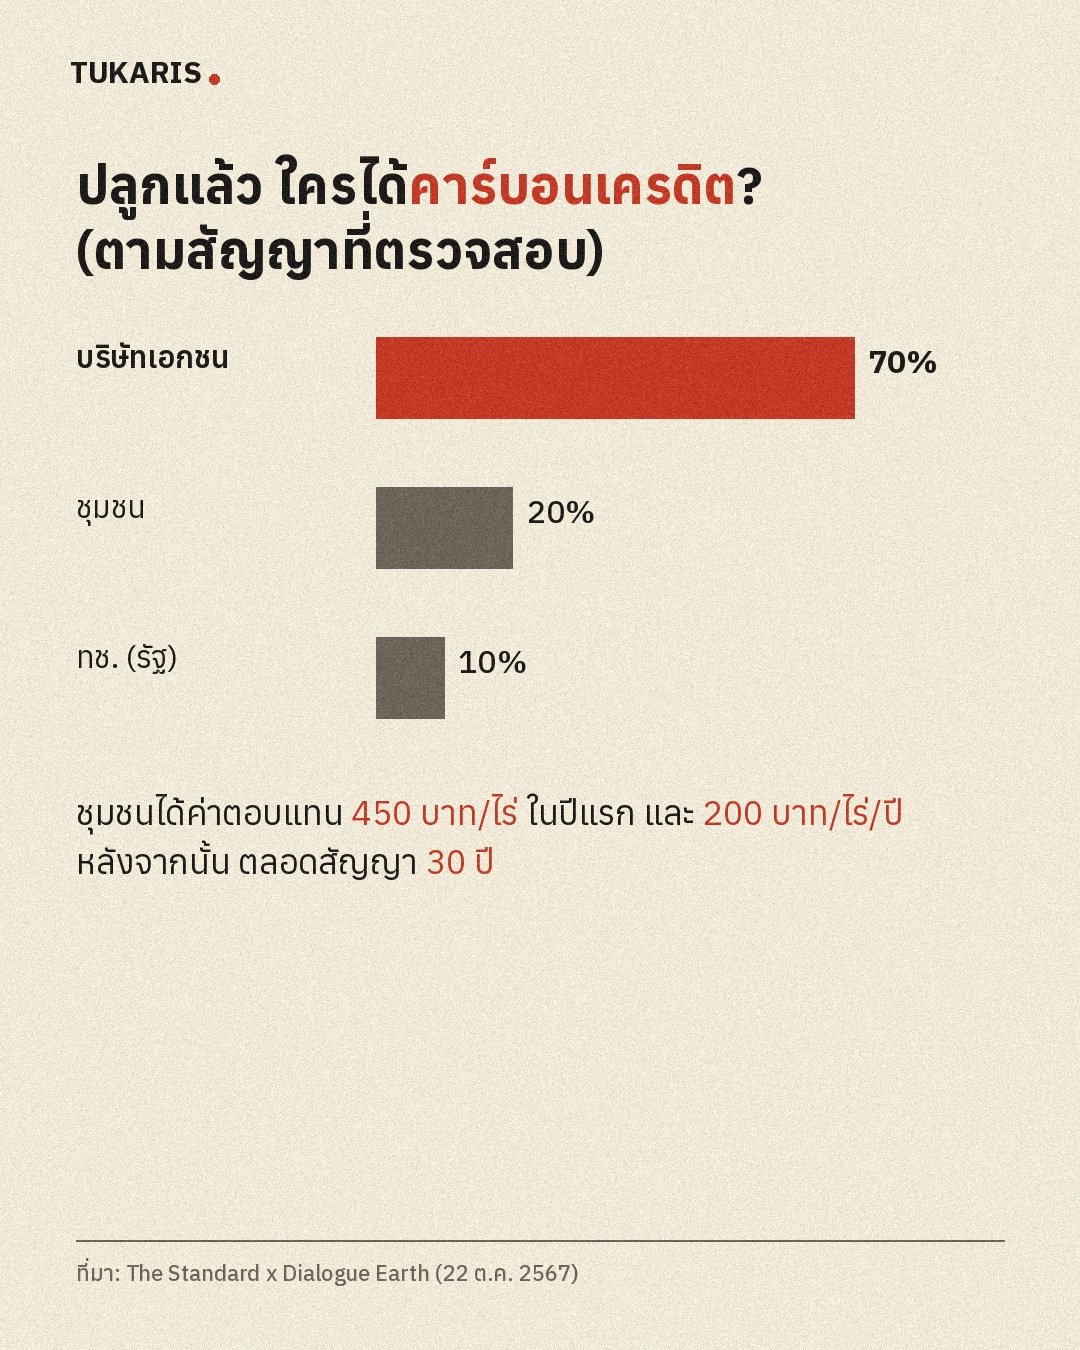 TUKARIS
ปลูกแล้ว ใครได้คาร์บอนเครดิต?
(ตามสัญญาที่ตรวจสอบ)
บริษัทเอกชน 70%
ชุมชน 20%
ทช. (รัฐ) 10%
ชุมชนได้ค่าตอบแทน 450 บาท/ไร่ ในปีแรก และ 200 บาท/ไร่/ปี
หลังจากนั้น ตลอดสัญญา 30 ปี
ที่มา: The Standard x Dialogue Earth (22 ต.ค. 2567)